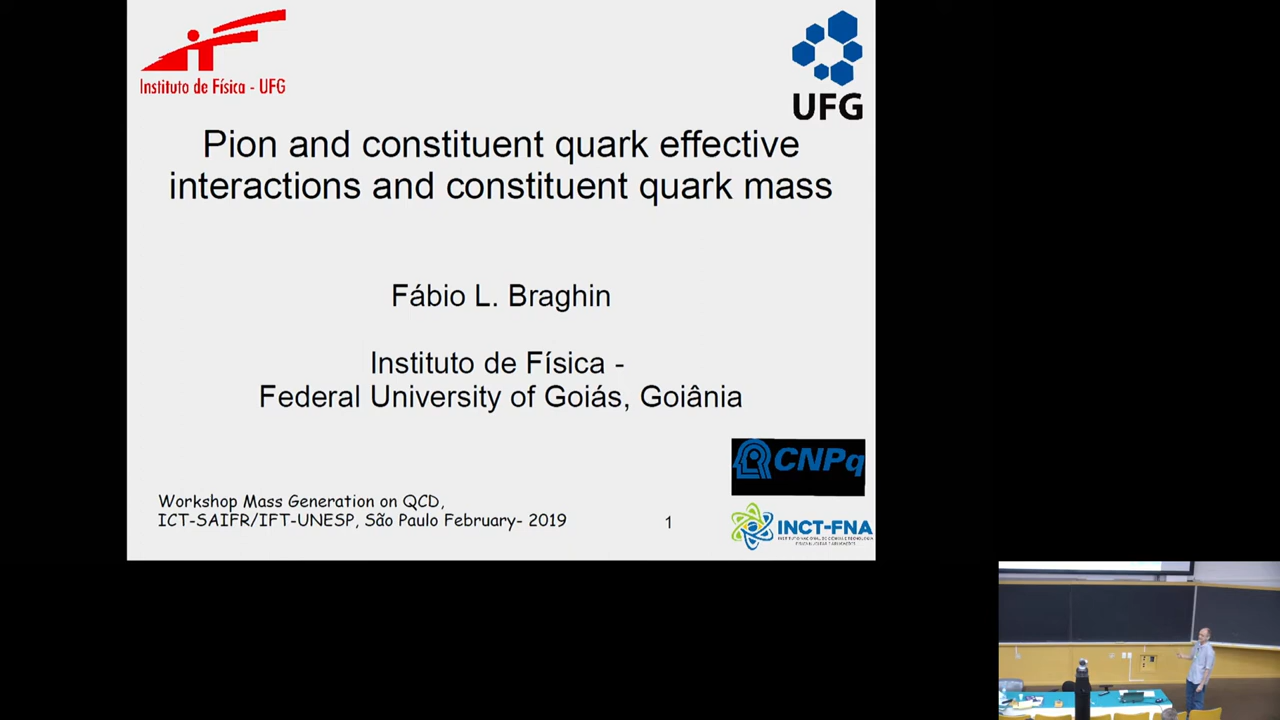 Instituto de Física - UFG
UFG
Pion and constituent quark effective
interactions and constituent quark mass
Fábio L. Braghin
Instituto de Física -
Federal University of Goiás, Goiânia
CNPq
Workshop Mass Generation on QCD,
ICT-SAIFR/IFT-UNESP, São Paulo February- 2019
1
INCT-FNA